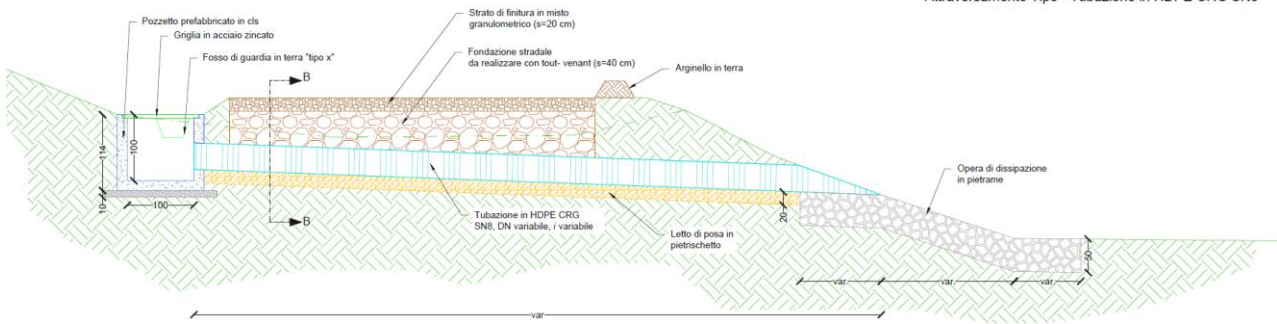 Pozzetto prefabbricato in cls
Griglia in acciaio zincato
Fosso di guardia in terra "tipo x"
Strato di finitura in misto
granulometrico (s=20 cm)
Fondazione stradale
da realizzare con tout- venant (s=40 cm)
Arginello in terra
B
B
114
100
10
100
Tubazione in HDPE CRG
SN8, DN variabile, i variabile
Letto di posa in
pietrischetto
20
Opera di dissipazione
in pietrame
50
var.
var.
var.
var